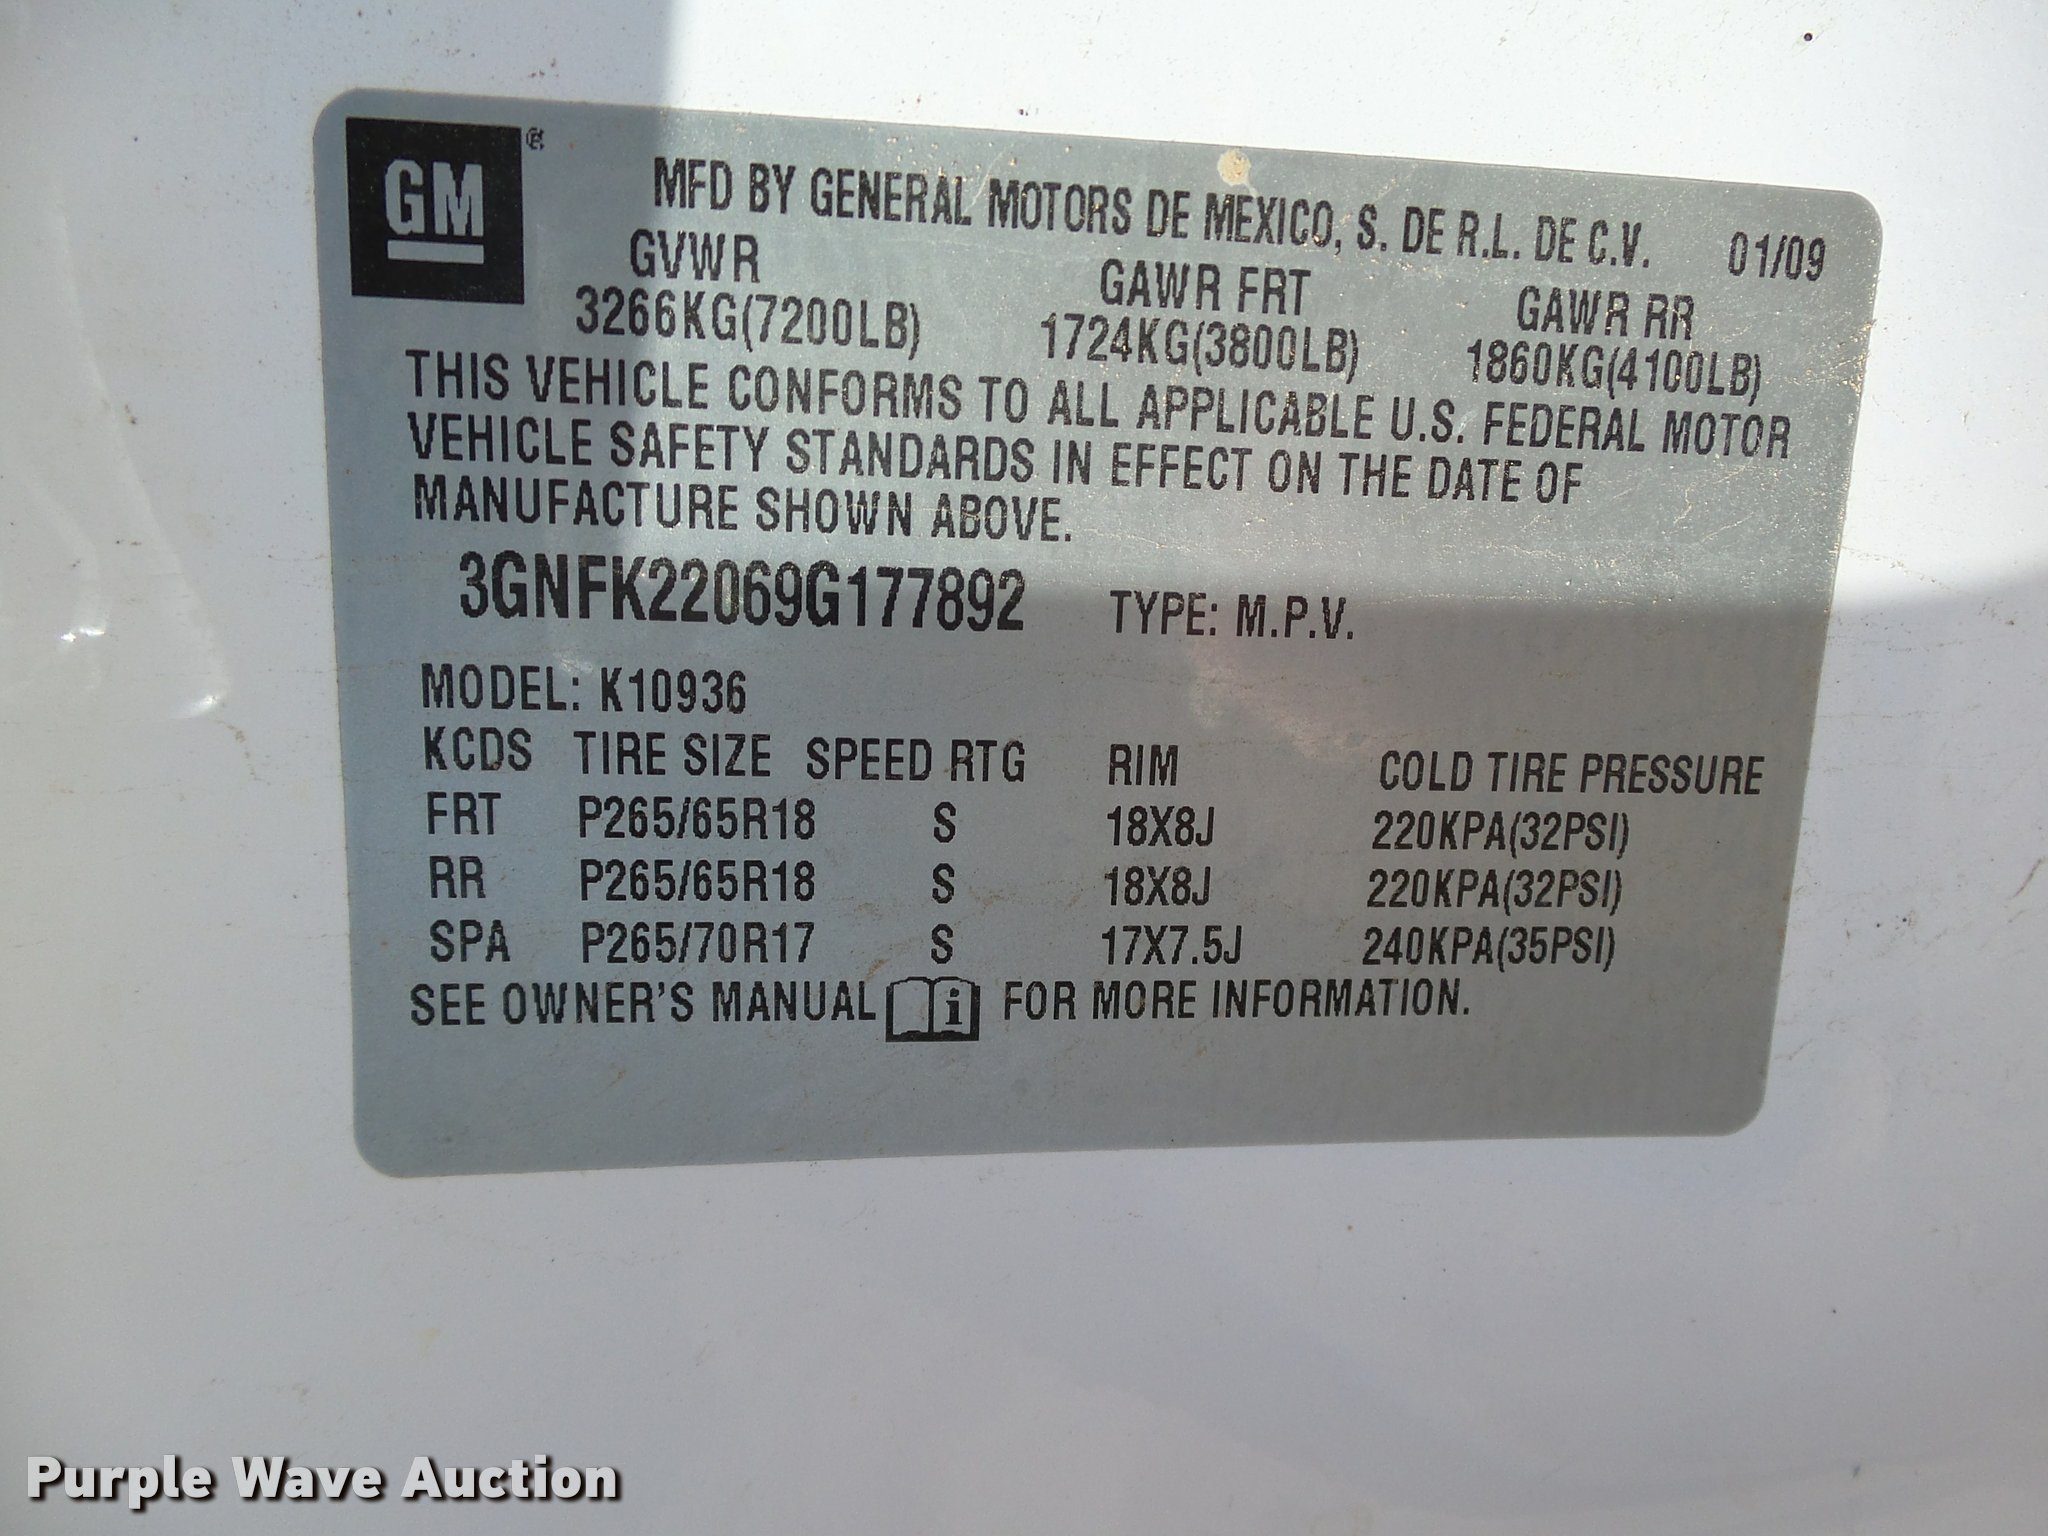 GM
MFD BY GENERAL MOTORS DE MEXICO, S. DE R.L. DE C.V. 01/09
GVWR GAWR FRT GAWR RR
3266KG(7200LB) 1724KG(3800LB) 1860KG(4100LB)
THIS VEHICLE CONFORMS TO ALL APPLICABLE U.S. FEDERAL MOTOR
VEHICLE SAFETY STANDARDS IN EFFECT ON THE DATE OF
MANUFACTURE SHOWN ABOVE.
3GNFK22069G177892 TYPE: M.P.V.
MODEL: K10936
KCDS TIRE SIZE SPEED RTG RIM COLD TIRE PRESSURE
FRT P265/65R18 S 18X8J 220KPA(32PSI)
RR P265/65R18 S 18X8J 220KPA(32PSI)
SPA P265/70R17 S 17X7.5J 240KPA(35PSI)
SEE OWNER'S MANUAL i FOR MORE INFORMATION.
Purple Wave Auction